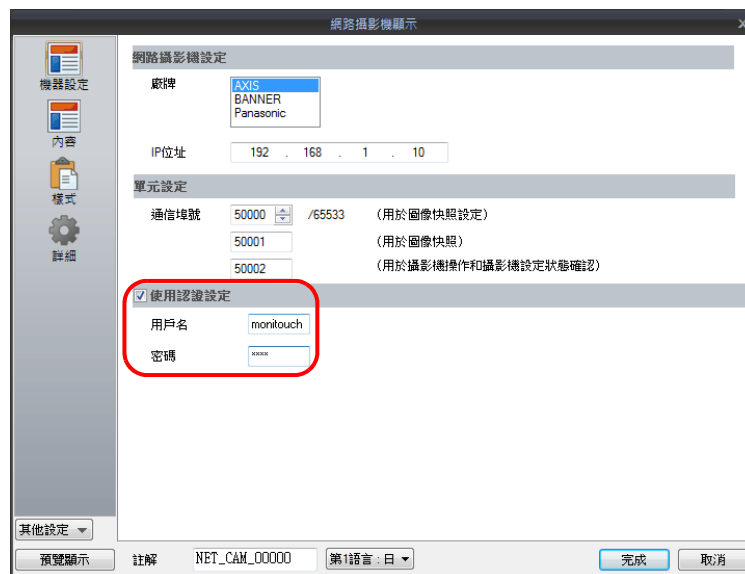 網路攝影機顯示
機器設定
內容
樣式
詳細
其他設定
預覽顯示
網路攝影機設定
廠牌
AXIS
BANNER
Panasonic
IP位址 192 . 168 . 1 . 10
單元設定
通信埠號 50000 /65533 (用於圖像快照設定)
50001 (用於圖像快照)
50002 (用於攝影機操作和攝影機設定狀態確認)
使用認證設定
用戶名 monitouch
密碼 ****
註解 NET_CAM_00000 第1語言:日 完成 取消